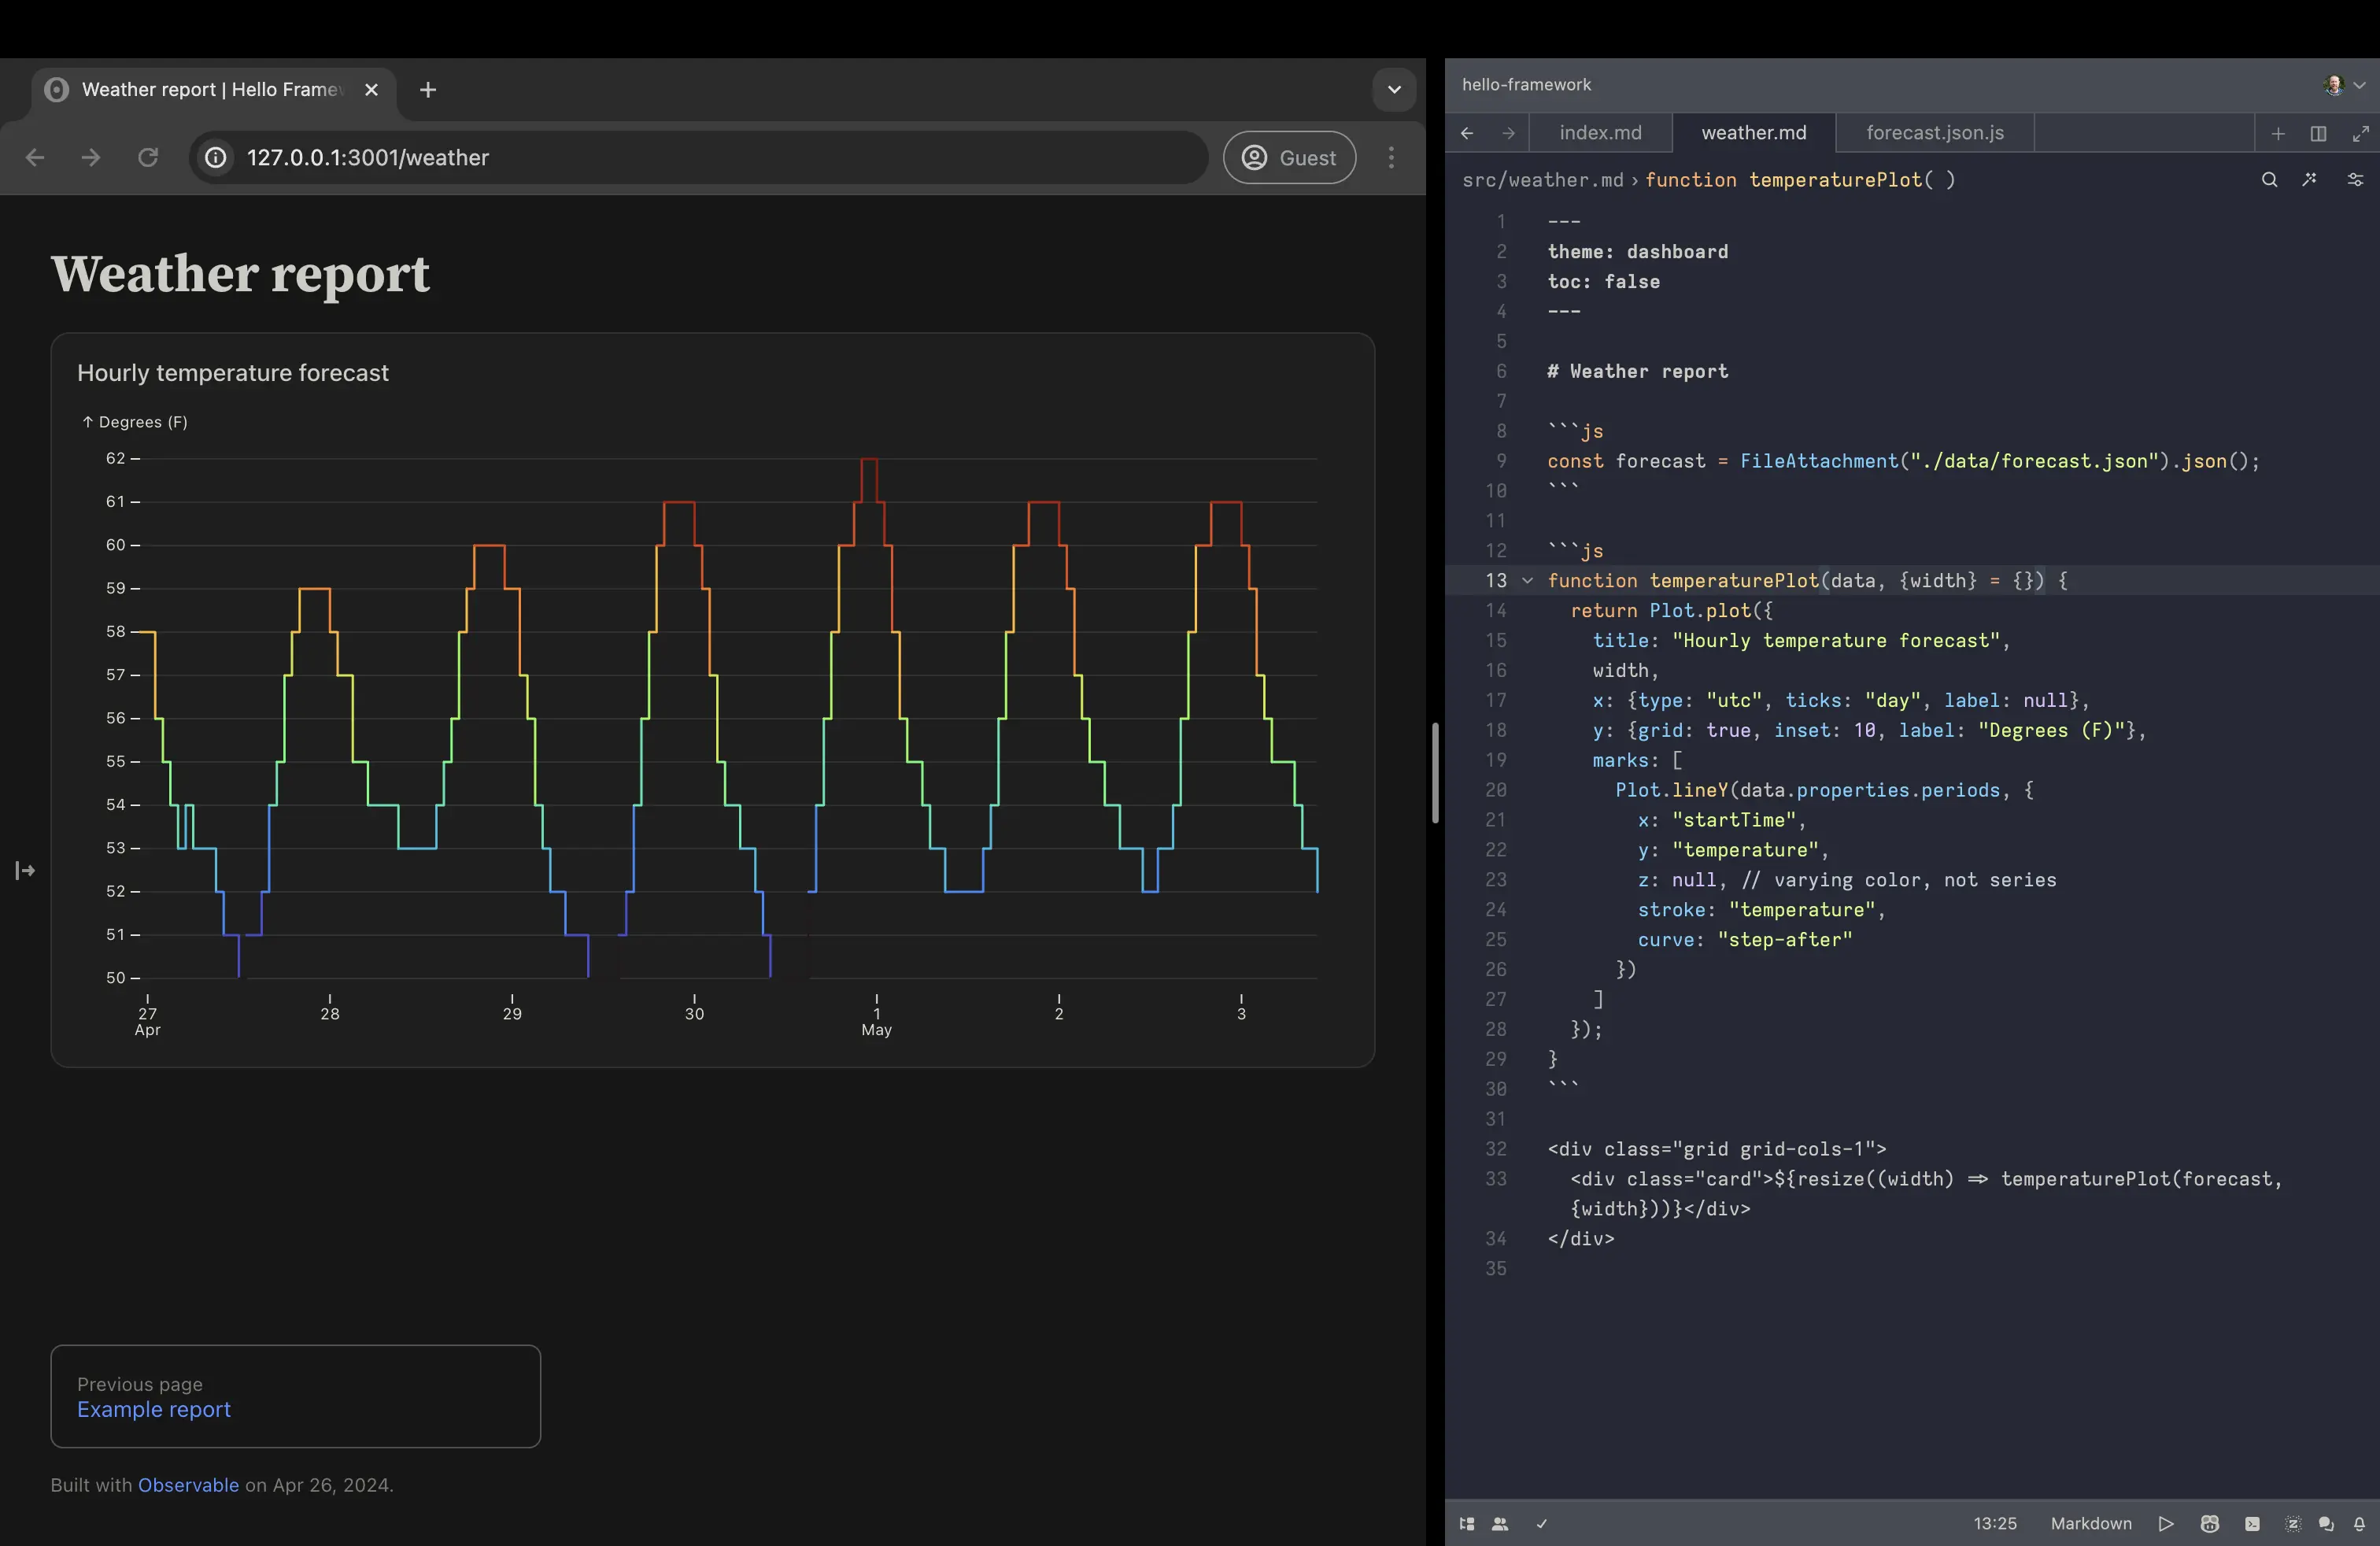 Weather report | Hello Frame
127.0.0.1:3001/weather
Guest
Weather report
Hourly temperature forecast
↑ Degrees (F)
62
61
60
59
58
57
56
55
54
53
52
51
50
27 28 29 30 1 2 3
Apr May
Previous page
Example report
Built with Observable on Apr 26, 2024.
hello-framework
index.md weather.md forecast.json.js
src/weather.md › function temperaturePlot( )
1 ---
2 theme: dashboard
3 toc: false
4 ---
5
6 # Weather report
7
8 ```js
9 const forecast = FileAttachment("./data/forecast.json").json();
10 ```
11
12 ```js
13 function temperaturePlot(data, {width} = {}) {
14 return Plot.plot({
15 title: "Hourly temperature forecast",
16 width,
17 x: {type: "utc", ticks: "day", label: null},
18 y: {grid: true, inset: 10, label: "Degrees (F)"},
19 marks: [
20 Plot.lineY(data.properties.periods, {
21 x: "startTime",
22 y: "temperature",
23 z: null, // varying color, not series
24 stroke: "temperature",
25 curve: "step-after"
26 })
27 ]
28 });
29 }
30 ```
31
32 <div class="grid grid-cols-1">
33 <div class="card">${resize((width) => temperaturePlot(forecast,
{width}))}</div>
34 </div>
35
13:25 Markdown